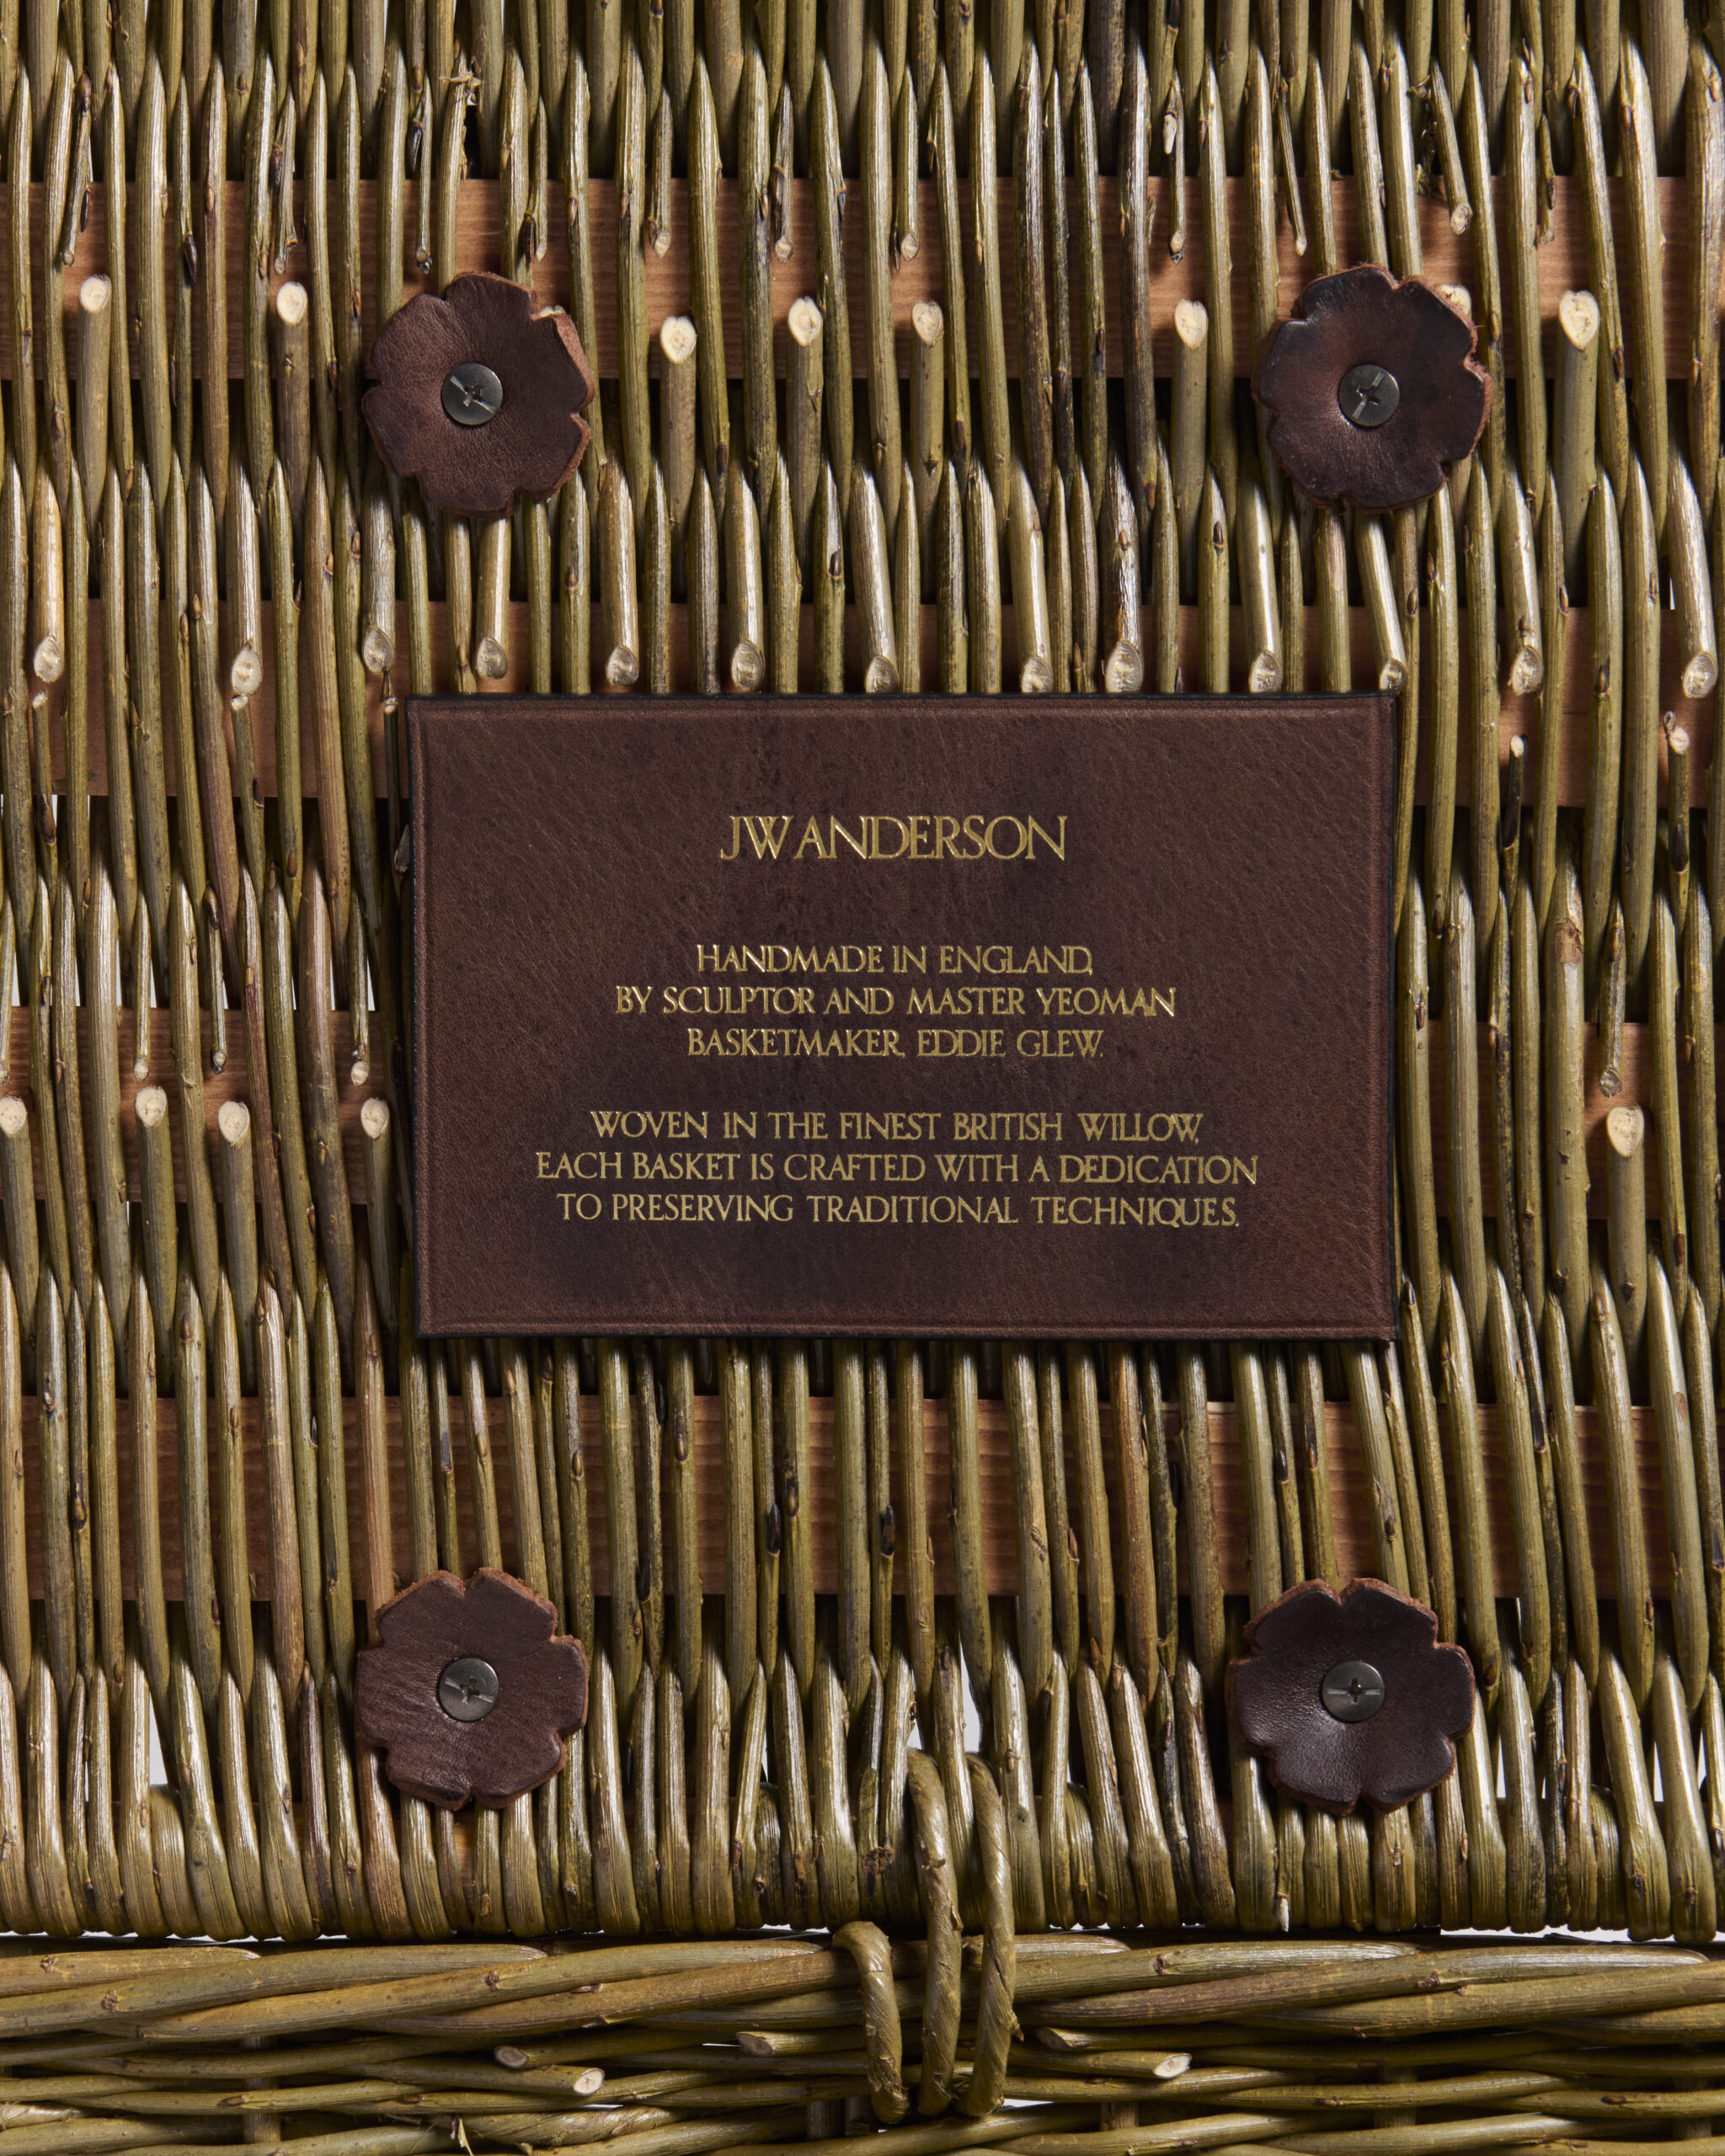 JW ANDERSON
HANDMADE IN ENGLAND,
BY SCULPTOR AND MASTER YEOMAN
BASKETMAKER, EDDIE GLEW.
WOVEN IN THE FINEST BRITISH WILLOW,
EACH BASKET IS CRAFTED WITH A DEDICATION
TO PRESERVING TRADITIONAL TECHNIQUES.